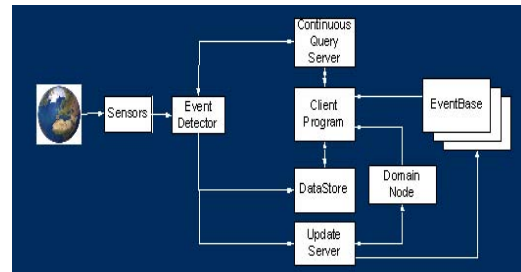 Continuous
Query
Server
Sensors
Event
Detector
Client
Program
EventBase
DataStore
Domain
Node
Update
Server